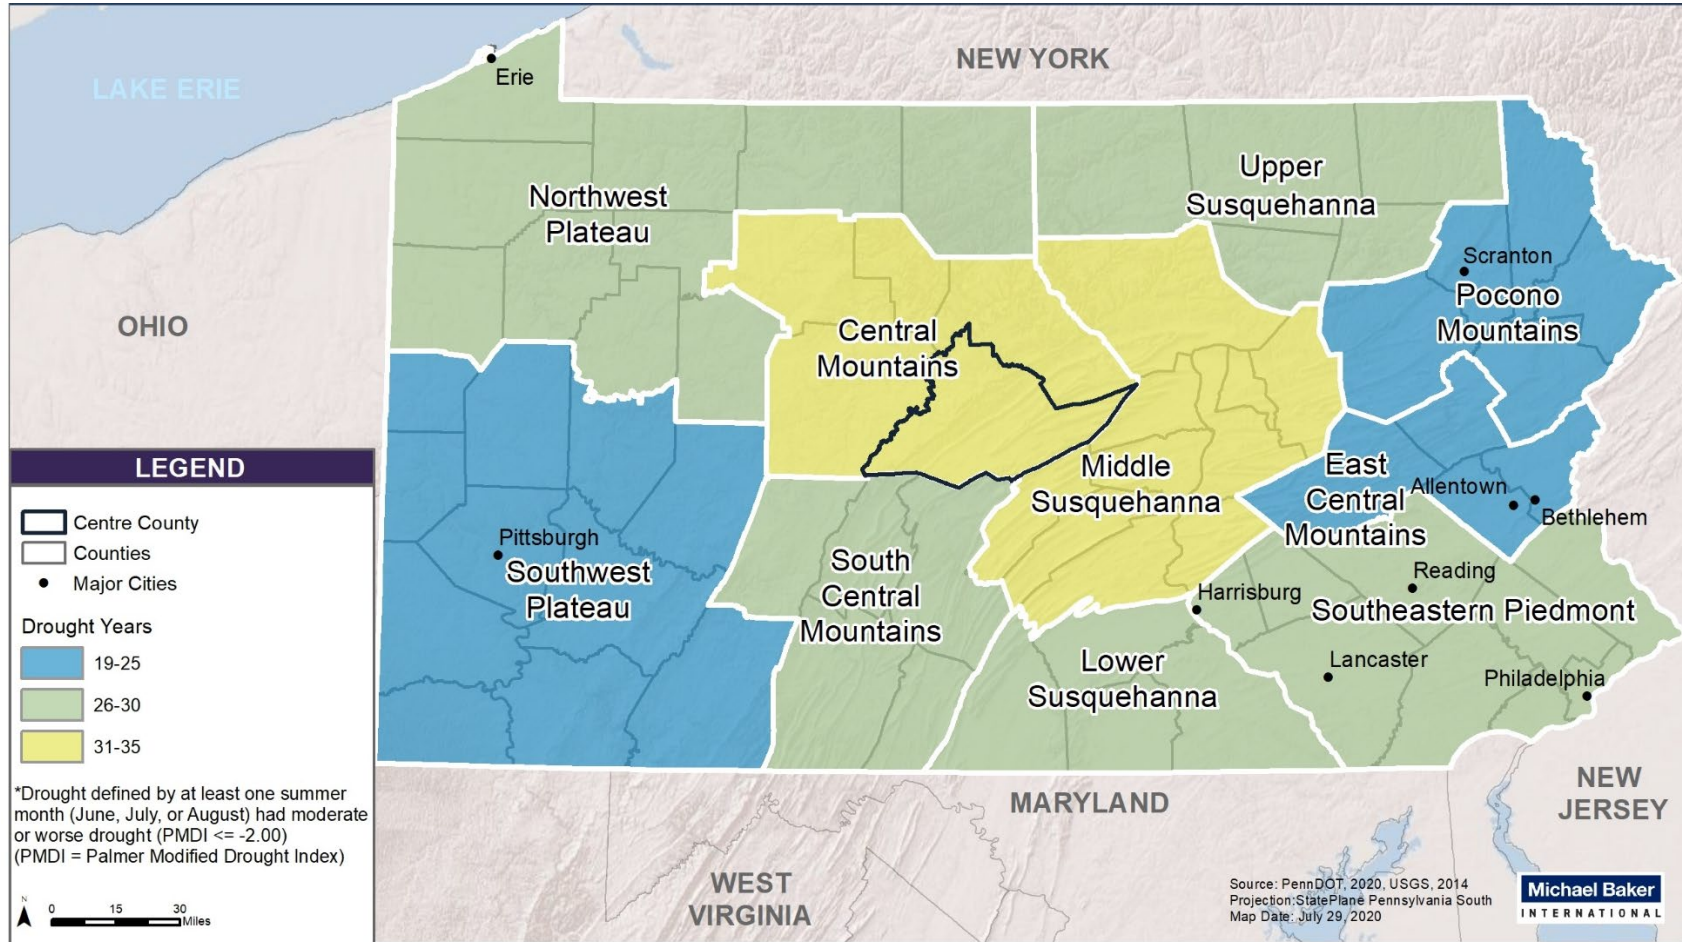 NEW YORK
LAKE ERIE
Erie
Upper
Susquehanna
Northwest
Plateau
Scranton
Pocono
Mountains
OHIO
Central
Mountains
Middle
Susquehanna
East
Central
Mountains
Allentown
Bethlehem
Pittsburgh
Southwest
Plateau
South
Central
Mountains
Harrisburg
Reading
Southeastern Piedmont
Lower
Susquehanna
Lancaster
Philadelphia
MARYLAND
NEW
JERSEY
WEST
VIRGINIA
LEGEND
Centre County
Counties
Major Cities
Drought Years
19-25
26-30
31-35
*Drought defined by at least one summer
month (June, July, or August) had moderate
or worse drought (PMDI <= -2.00)
(PMDI = Palmer Modified Drought Index)
N
0 15 30
Miles
Source: PennDOT, 2020, USGS, 2014
Projection:StatePlane Pennsylvania South
Map Date: July 29, 2020
Michael Baker
INTERNATIONAL